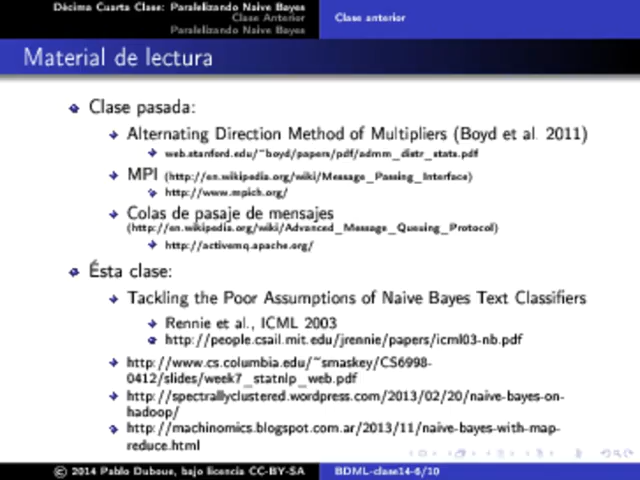 Décima Cuarta Clase: Paralelizando Naive Bayes
Clase Anterior
Paralelizando Naive Bayes
Clase anterior
Material de lectura
Clase pasada:
Alternating Direction Method of Multipliers (Boyd et al. 2011)
web.stanford.edu/~boyd/papers/pdf/admm_distr_stats.pdf
MPI (http://en.wikipedia.org/wiki/Message_Passing_Interface)
http://www.mpich.org/
Colas de pasaje de mensajes
(http://en.wikipedia.org/wiki/Advanced_Message_Queuing_Protocol)
http://activemq.apache.org/
Ésta clase:
Tackling the Poor Assumptions of Naive Bayes Text Classifiers
Rennie et al., ICML 2003
http://people.csail.mit.edu/jrennie/papers/icml03-nb.pdf
http://www.cs.columbia.edu/~smaskey/CS6998-
0412/slides/week7_statnlp_web.pdf
http://spectrallyclustered.wordpress.com/2013/02/20/naive-bayes-on-
hadoop/
http://machinomics.blogspot.com.ar/2013/11/naive-bayes-with-map-
reduce.html
© 2014 Pablo Duboue, bajo licencia CC-BY-SA
BDML-clase14-6/10